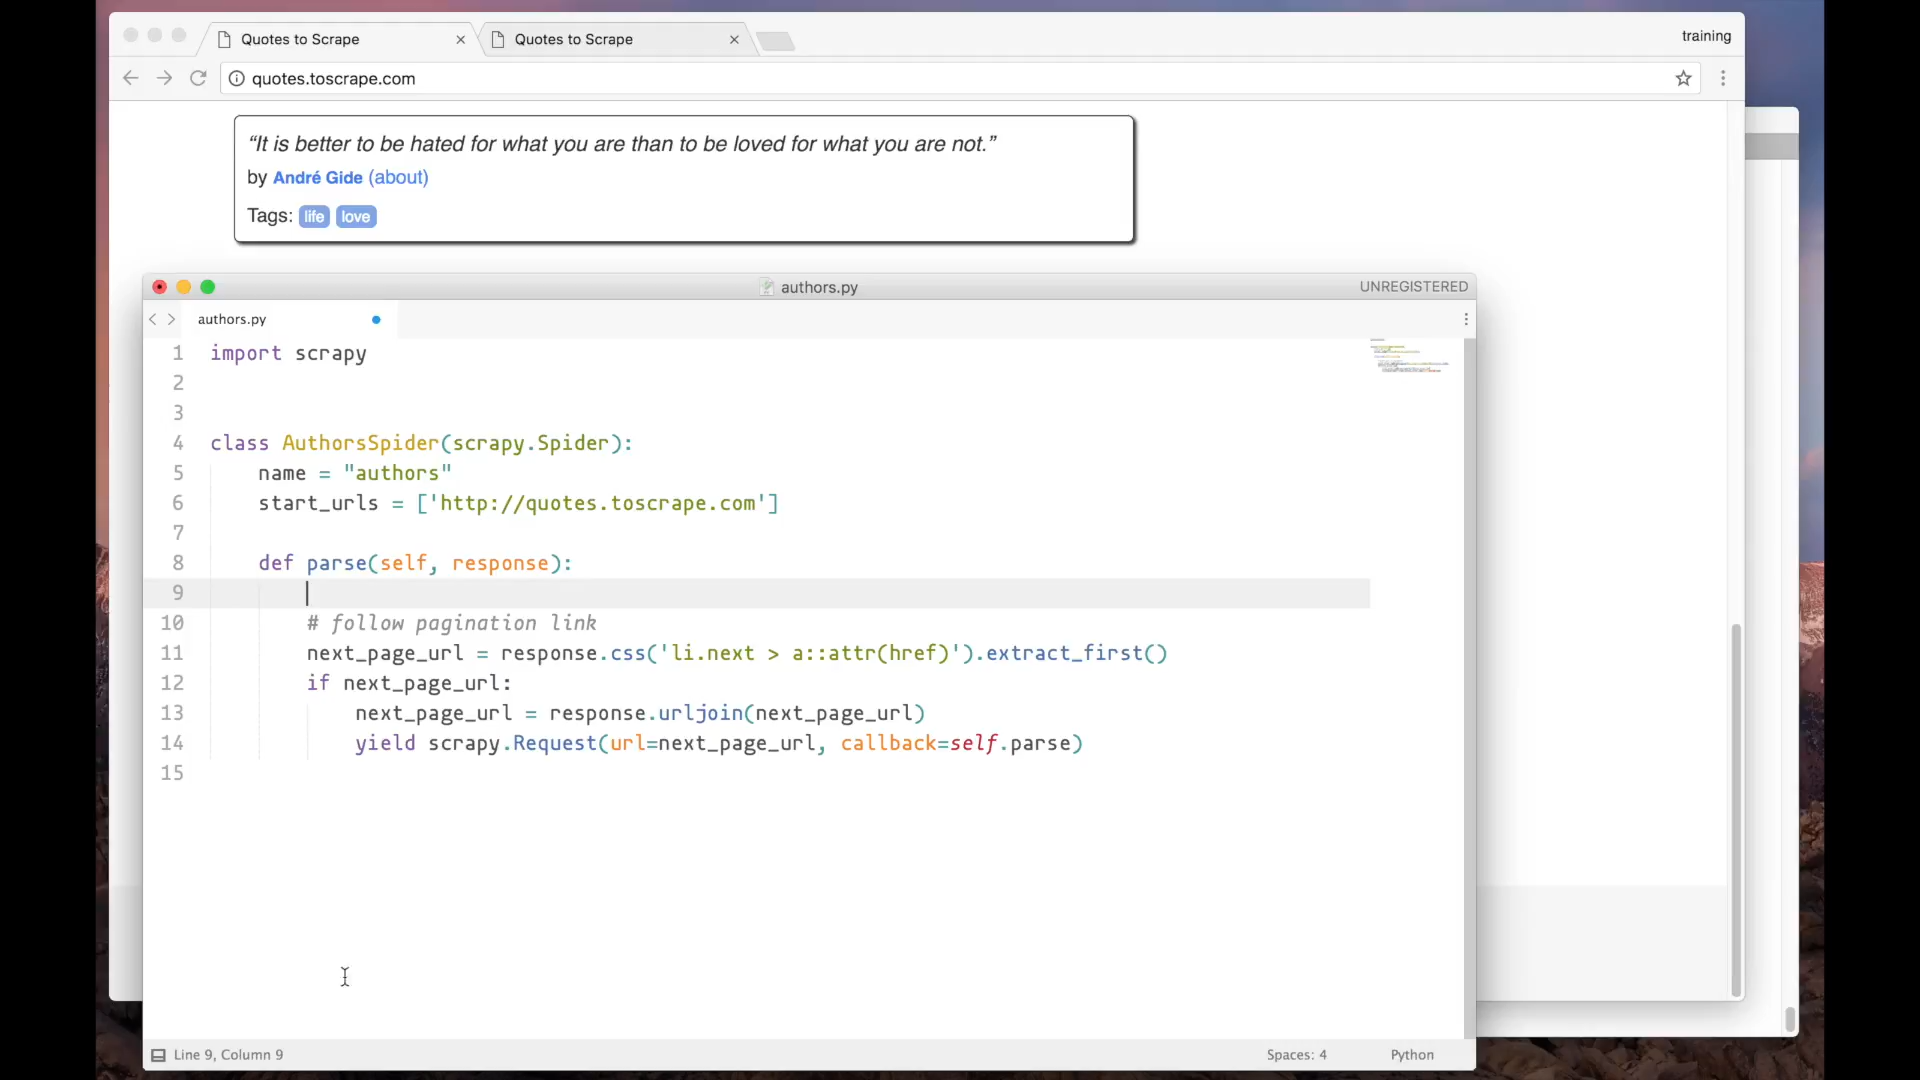 Quotes to Scrape
Quotes to Scrape
training
quotes.toscrape.com
“It is better to be hated for what you are than to be loved for what you are not.”
by André Gide (about)
Tags: life love
authors.py
UNREGISTERED
authors.py
1 import scrapy
2
3
4 class AuthorsSpider(scrapy.Spider):
5 name = "authors"
6 start_urls = ['http://quotes.toscrape.com']
7
8 def parse(self, response):
9
10 # follow pagination link
11 next_page_url = response.css('li.next > a::attr(href)').extract_first()
12 if next_page_url:
13 next_page_url = response.urljoin(next_page_url)
14 yield scrapy.Request(url=next_page_url, callback=self.parse)
15
Line 9, Column 9
Spaces: 4
Python